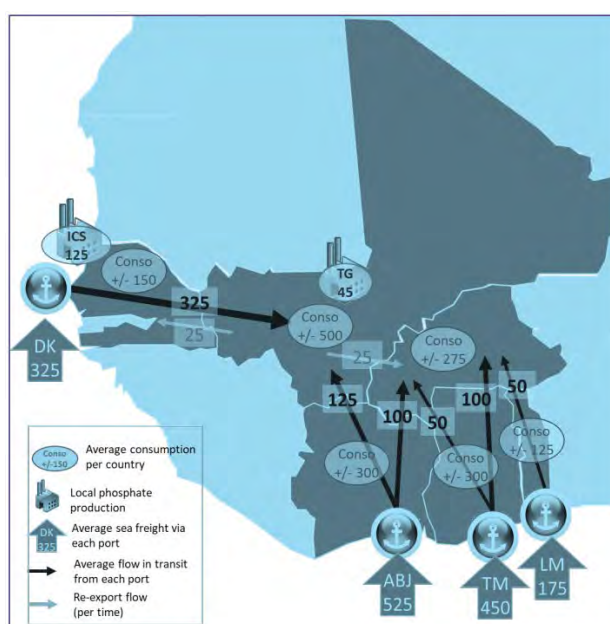 ICS
125
Conso
+/- 150
TG
45
325
Conso
+/- 500
25
DK
325
25
Conso
+/- 275
125
100
50
100
50
Conso
+/- 300
Conso
+/- 300
Conso
+/- 125
ABJ
525
TM
450
LM
175
Conso
+/-150
Average consumption
per country
Local phosphate
production
DK
325
Average sea freight via
each port
Average flow in transit
from each port
Re-export flow
(per time)